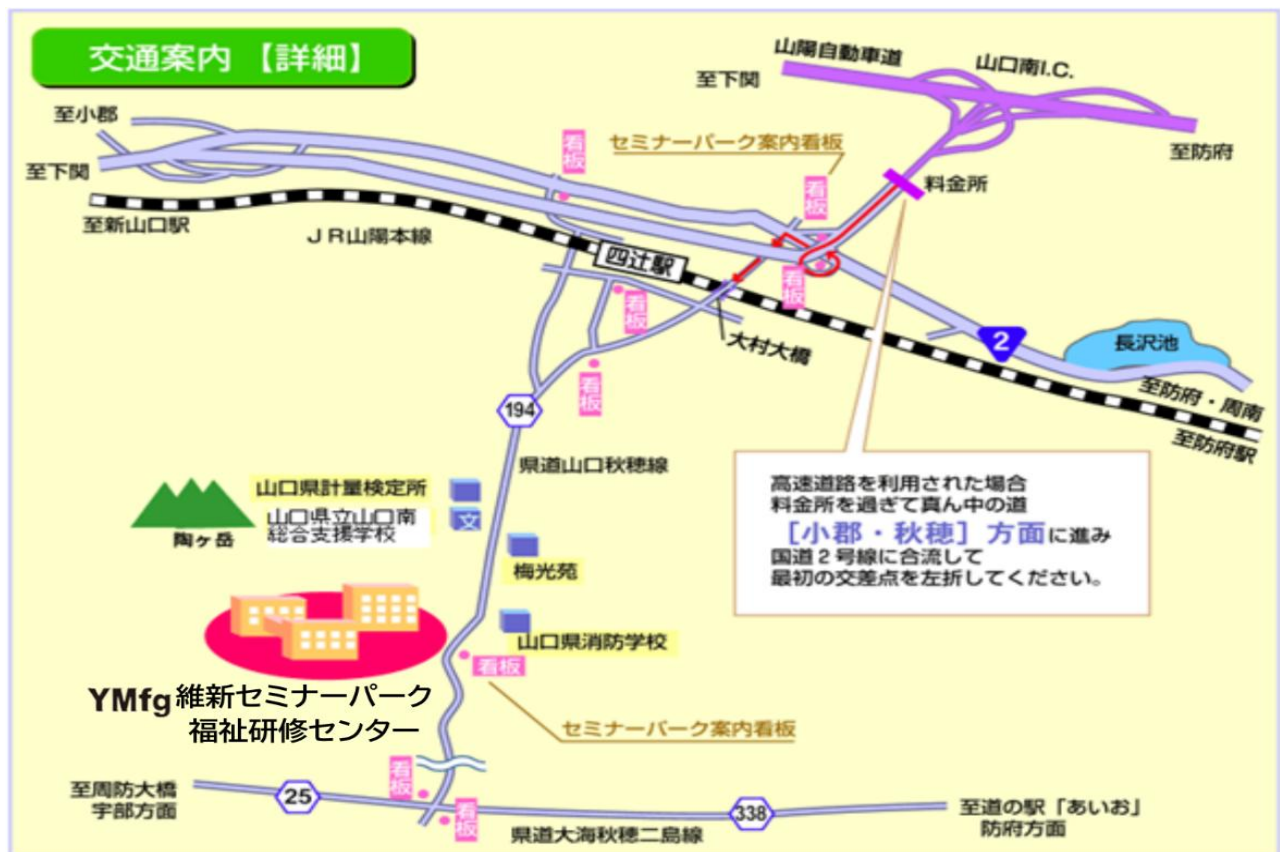 交通案内【詳細】
山陽自動車道
山口南I.C.
至下関
至防府
至小郡
至下関
看板
セミナーパーク案内看板
看板
料金所
至新山口駅
JR山陽本線
四辻駅
看板
看板
大村大橋
2
長沢池
至防府・周南
至防府駅
看板
194
県道山口秋穂線
高速道路を利用された場合
料金所を過ぎて真ん中の道
[小郡・秋穂]方面に進み
国道2号線に合流して
最初の交差点を左折してください。
山口県計量検定所
山口県立山口南
総合支援学校
文
陶ヶ岳
梅光苑
山口県消防学校
看板
YMfg維新セミナーパーク
福祉研修センター
セミナーパーク案内看板
看板
至周防大橋
宇部方面
25
看板
県道大海秋穂二島線
338
至道の駅「あいお」
防府方面